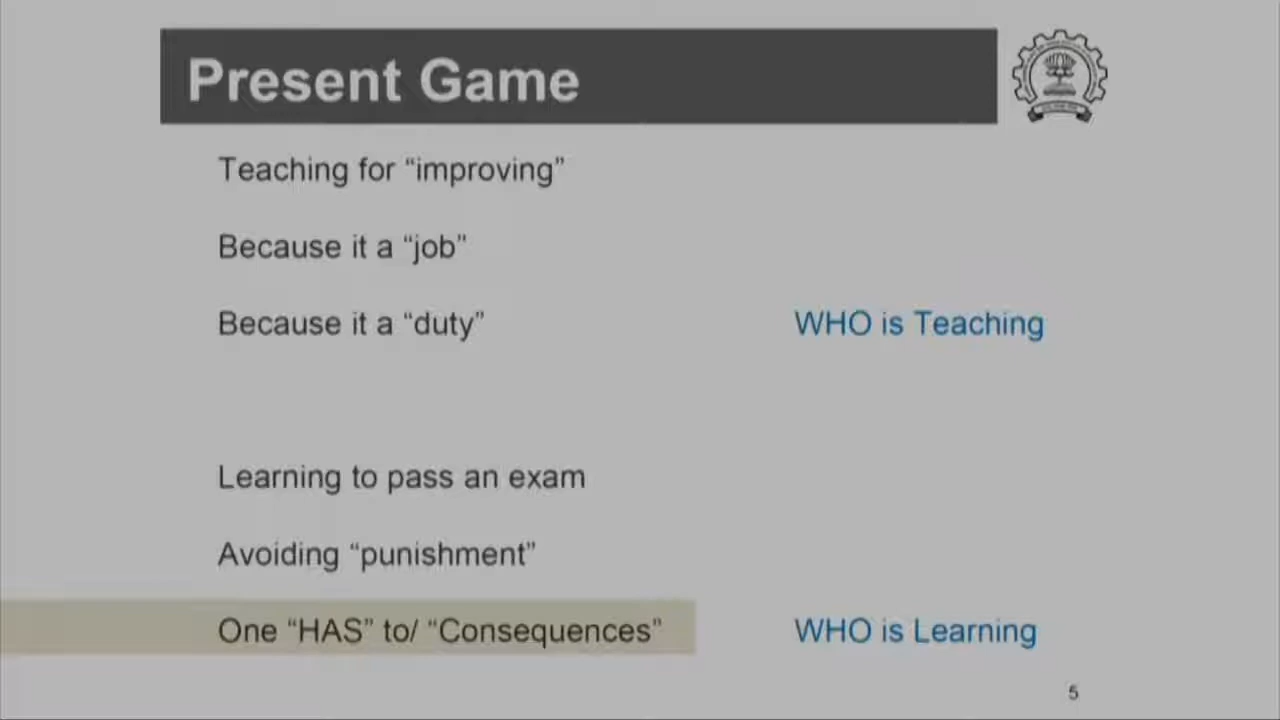 Present Game
Teaching for “improving”
Because it a “job”
Because it a “duty”
WHO is Teaching
Learning to pass an exam
Avoiding “punishment”
One “HAS” to/ “Consequences”
WHO is Learning
5